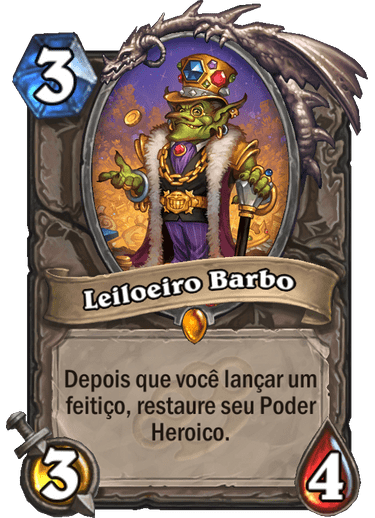 3
Leiloeiro Barbo
Depois que você lançar um
feitiço, restaure seu Poder
Heroico.
3
4